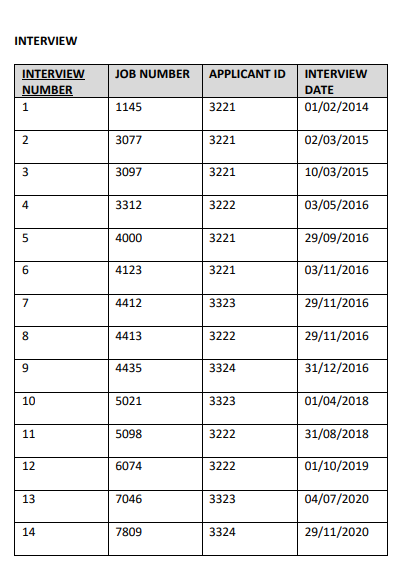 INTERVIEW
INTERVIEW NUMBER JOB NUMBER APPLICANT ID INTERVIEW DATE
1 1145 3221 01/02/2014
2 3077 3221 02/03/2015
3 3097 3221 10/03/2015
4 3312 3222 03/05/2016
5 4000 3221 29/09/2016
6 4123 3221 03/11/2016
7 4412 3323 29/11/2016
8 4413 3222 29/11/2016
9 4435 3324 31/12/2016
10 5021 3323 01/04/2018
11 5098 3222 31/08/2018
12 6074 3222 01/10/2019
13 7046 3323 04/07/2020
14 7809 3324 29/11/2020